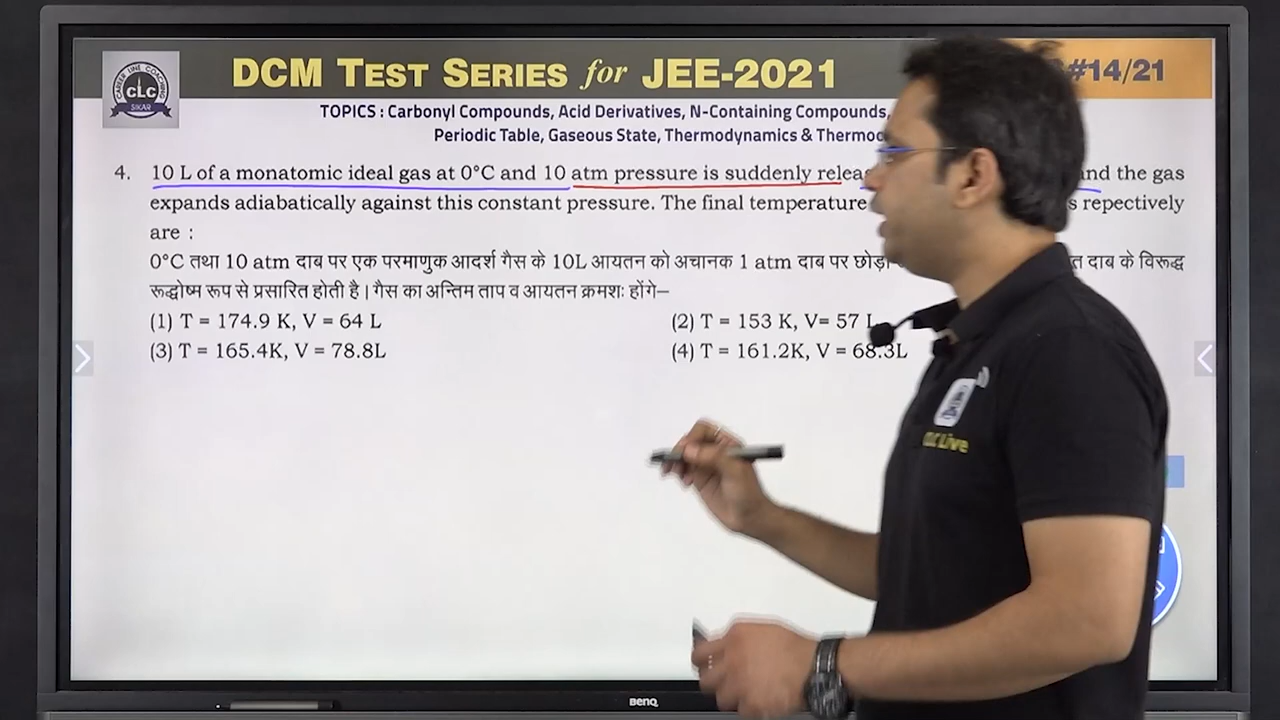 DCM TEST SERIES for JEE-2021 #14/21
CAREER LINE COACHING
CLC
SIKAR
TOPICS : Carbonyl Compounds, Acid Derivatives, N-Containing Compounds,
Periodic Table, Gaseous State, Thermodynamics &
4. 10 L of a monatomic ideal gas at 0°C and 10 atm pressure is suddenly the gas
expands adiabatically against this constant pressure. The final temperature repectively
are :
0°C तथा 10 atm दाब पर एक परमाणुक आदर्श गैस के 10L आयतन को अचानक 1 atm दाब पर दाब के विरूद्ध
रूद्धोष्म रूप से प्रसारित होती है। गैस का अन्तिम ताप व आयतन क्रमशः होंगे–
(1) T = 174.9 K, V = 64 L (2) T = 153 K, V= 57 L
(3) T = 165.4K, V = 78.8L (4) T = 161.2K, V = 68.3L
Live
BENQ